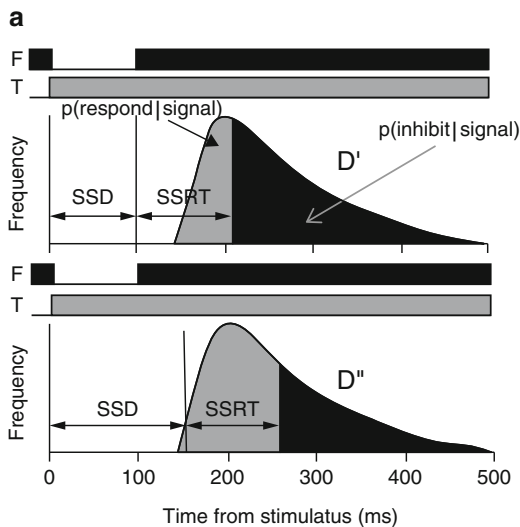 a
F
T
p(respond|signal)
p(inhibit|signal)
D'
SSD
SSRT
Frequency
F
T
D"
SSD
SSRT
Frequency
0 100 200 300 400 500
Time from stimulatus (ms)